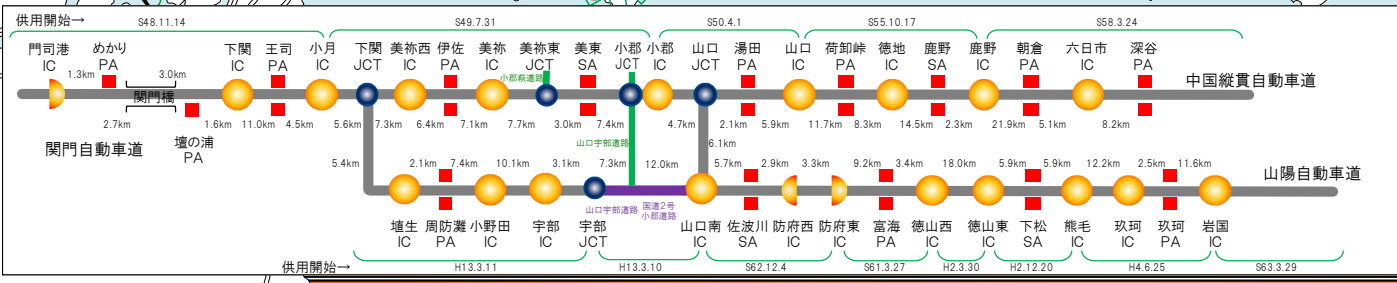 供用開始→
S48.11.14
S49.7.31
S50.4.1
S55.10.17
S58.3.24
門司港
IC
めかり
PA
下関
IC
王司
PA
小月
IC
下関
JCT
美祢西
IC
伊佐
PA
美祢
IC
美祢東
JCT
美東
SA
小郡
JCT
小郡
IC
山口
JCT
湯田
PA
山口
IC
荷卸峠
PA
徳地
IC
鹿野
SA
鹿野
IC
朝倉
PA
六日市
IC
深谷
PA
1.3km
3.0km
小郡萩道路
中国縦貫自動車道
関門橋
2.7km
1.6km
11.0km
4.5km
5.6km
7.3km
6.4km
7.1km
7.7km
3.0km
7.4km
4.7km
2.1km
5.9km
11.7km
8.3km
14.5km
2.3km
21.9km
5.1km
8.2km
関門自動車道
壇の浦
PA
山口宇部道路
6.1km
5.4km
2.1km
7.4km
10.1km
3.1km
7.3km
12.0km
5.7km
2.9km
3.3km
9.2km
3.4km
18.0km
5.9km
5.9km
12.2km
2.5km
11.6km
山陽自動車道
山口宇部道路
国道2号
小郡道路
埴生
IC
周防灘
PA
小野田
IC
宇部
IC
宇部
JCT
山口南
IC
佐波川
SA
防府西
IC
防府東
IC
富海
PA
徳山西
IC
徳山東
IC
下松
SA
熊毛
IC
玖珂
IC
玖珂
PA
岩国
IC
供用開始→
H13.3.11
H13.3.10
S62.12.4
S61.3.27
H2.3.30
H2.12.20
H4.6.25
S63.3.29